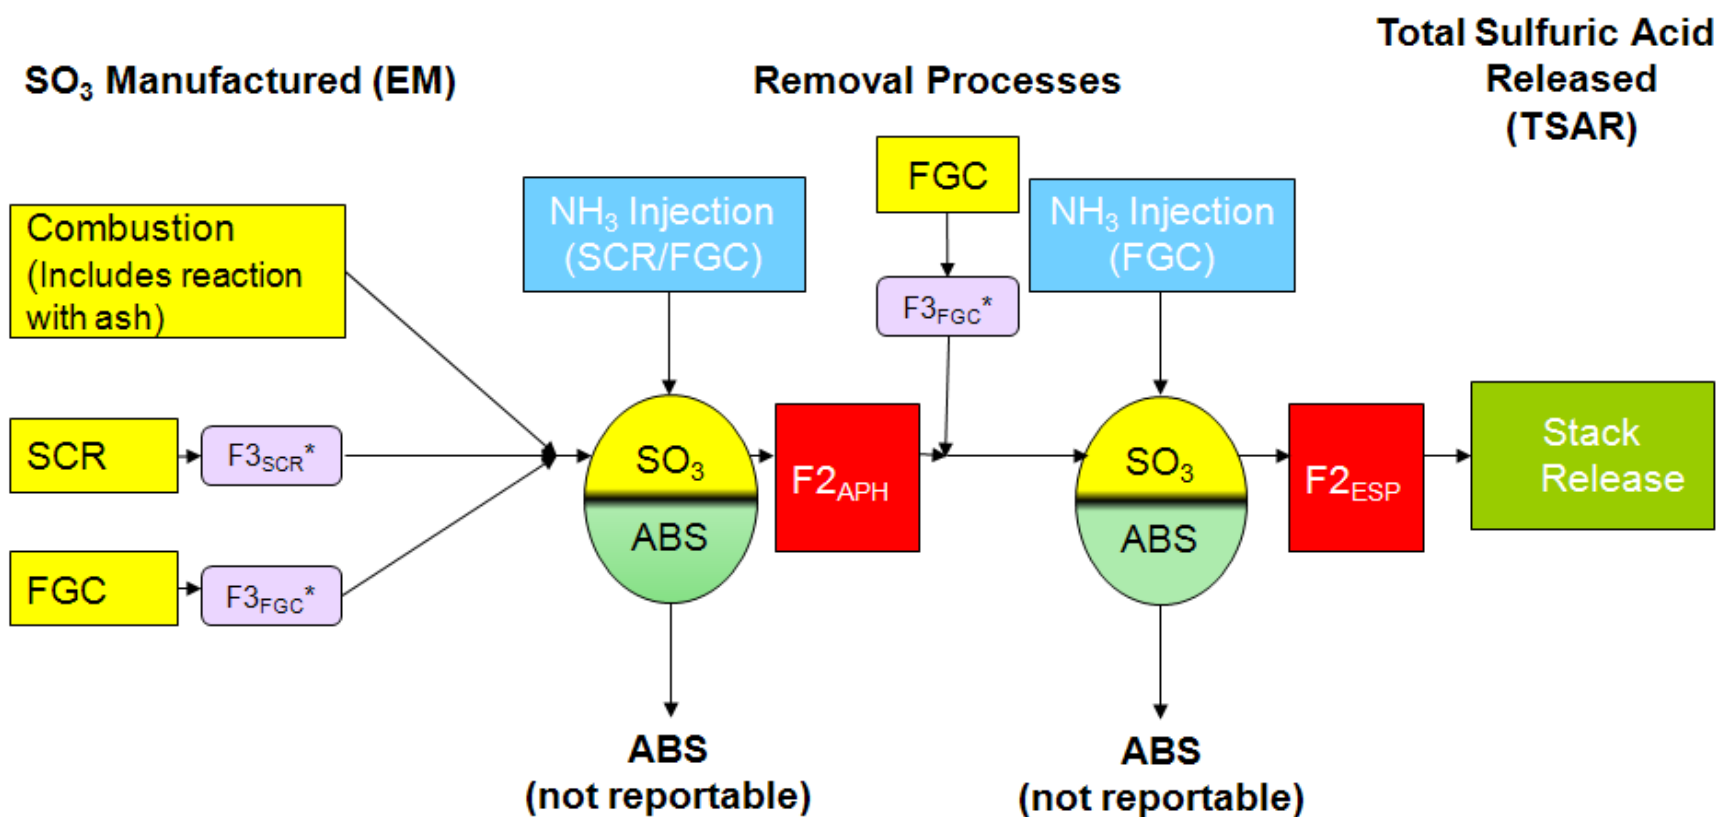 SO₃ Manufactured (EM)
Removal Processes
Total Sulfuric Acid
Released
(TSAR)
Combustion
(Includes reaction
with ash)
SCR
F3SCR*
FGC
F3FGC*
NH₃ Injection
(SCR/FGC)
SO₃
ABS
ABS
(not reportable)
F2APH
FGC
F3FGC*
NH₃ Injection
(FGC)
SO₃
ABS
ABS
(not reportable)
F2ESP
Stack
Release